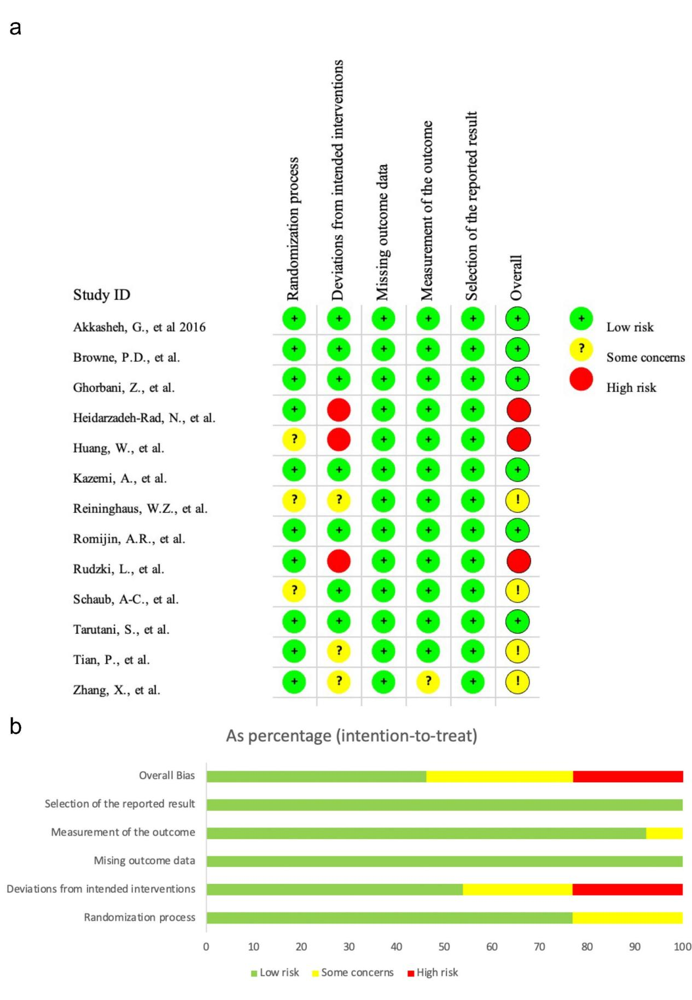 a
Randomization process
Deviations from intended interventions
Missing outcome data
Measurement of the outcome
Selection of the reported result
Overall
Study ID
Akkasheh, G., et al 2016 + + + + + +
+ Low risk
Browne, P.D., et al. + + + + + +
? Some concerns
Ghorbani, Z., et al. + + + + + +
High risk
Heidarzadeh-Rad, N., et al. + + + +
Huang, W., et al. ? + + +
Kazemi, A., et al. + + + + + +
Reininghaus, W.Z., et al. ? ? + + + !
Romijin, A.R., et al. + + + + + +
Rudzki, L., et al. + + + +
Schaub, A-C., et al. ? + + + + !
Tarutani, S., et al. + + + + + +
Tian, P., et al. + ? + + + !
Zhang, X., et al. + ? + ? + !
b
As percentage (intention-to-treat)
Overall Bias
Selection of the reported result
Measurement of the outcome
Mising outcome data
Deviations from intended interventions
Randomization process
0 10 20 30 40 50 60 70 80 90 100
Low risk Some concerns High risk